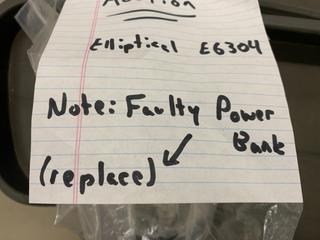 Elliptical E6304
Note: Faulty Power
Bank
(replace)